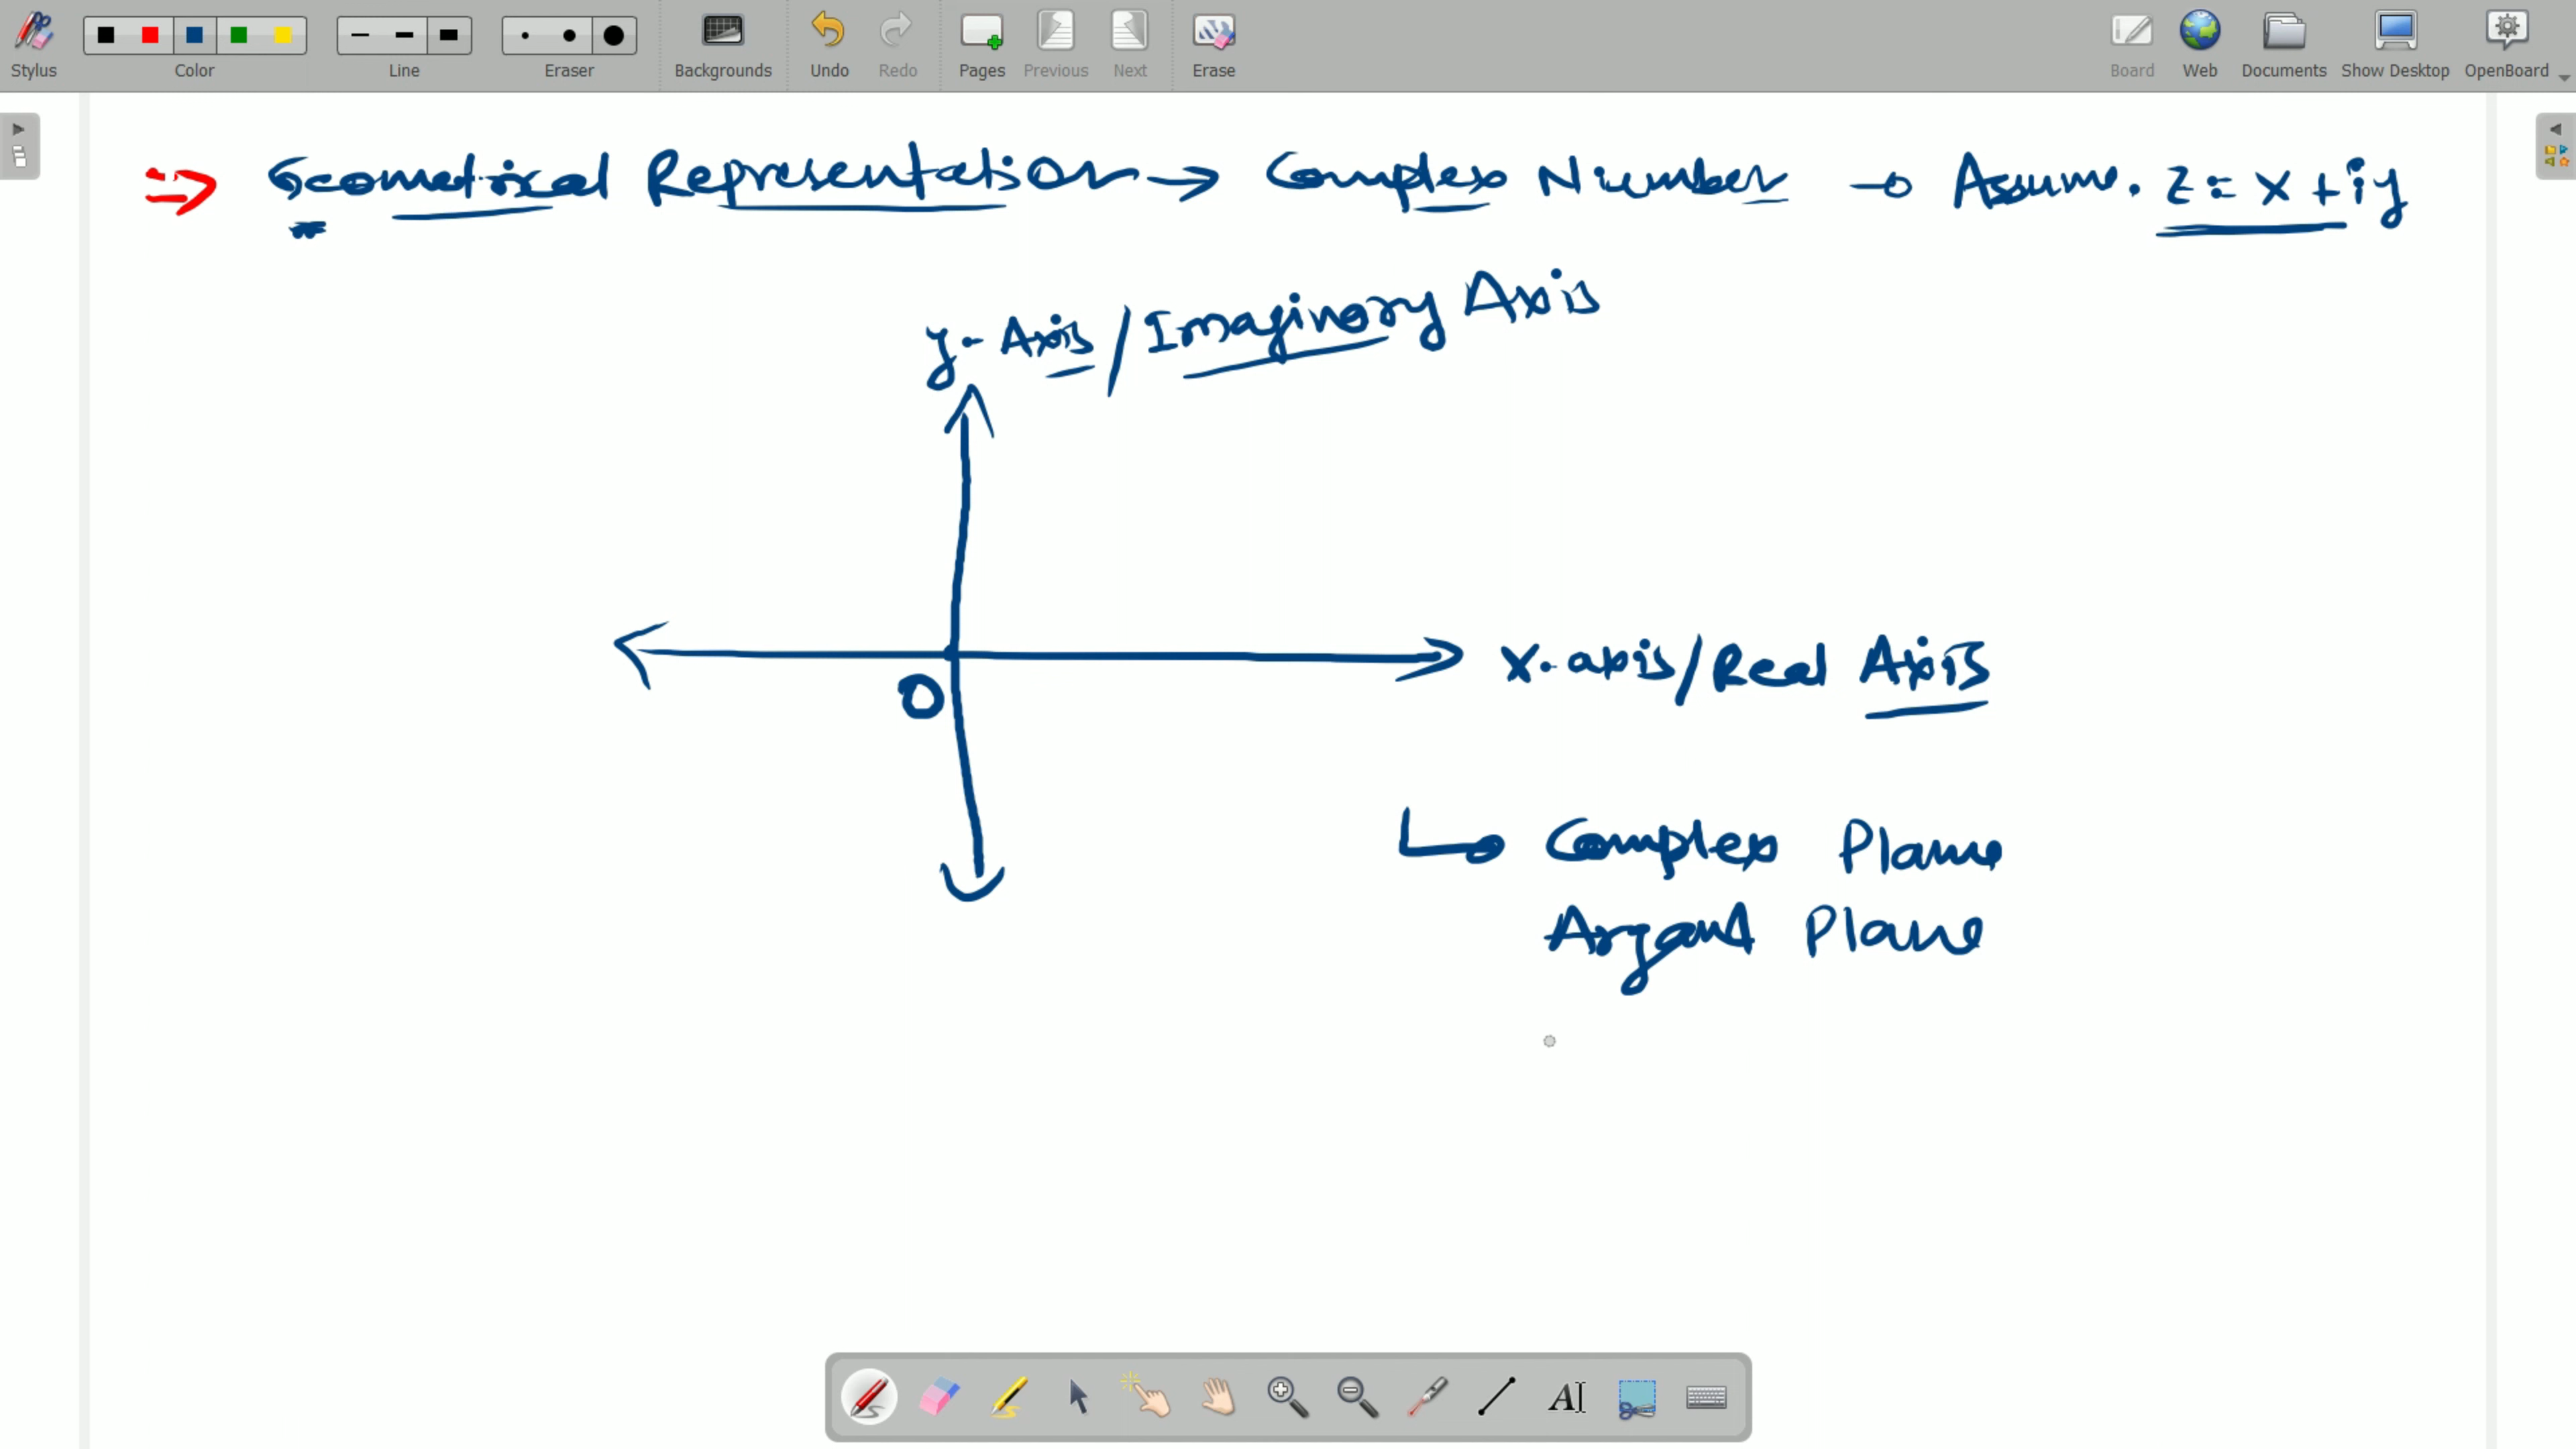 Stylus Color Line Eraser Backgrounds Undo Redo Pages Previous Next Erase Board Web Documents Show Desktop OpenBoard
⇒ Geometrical Representation → Complex Number → Assume. z = x + iy
y-Axis / Imaginary Axis
x-axis/Real Axis
O
↳ Complex Plane
Argand Plane